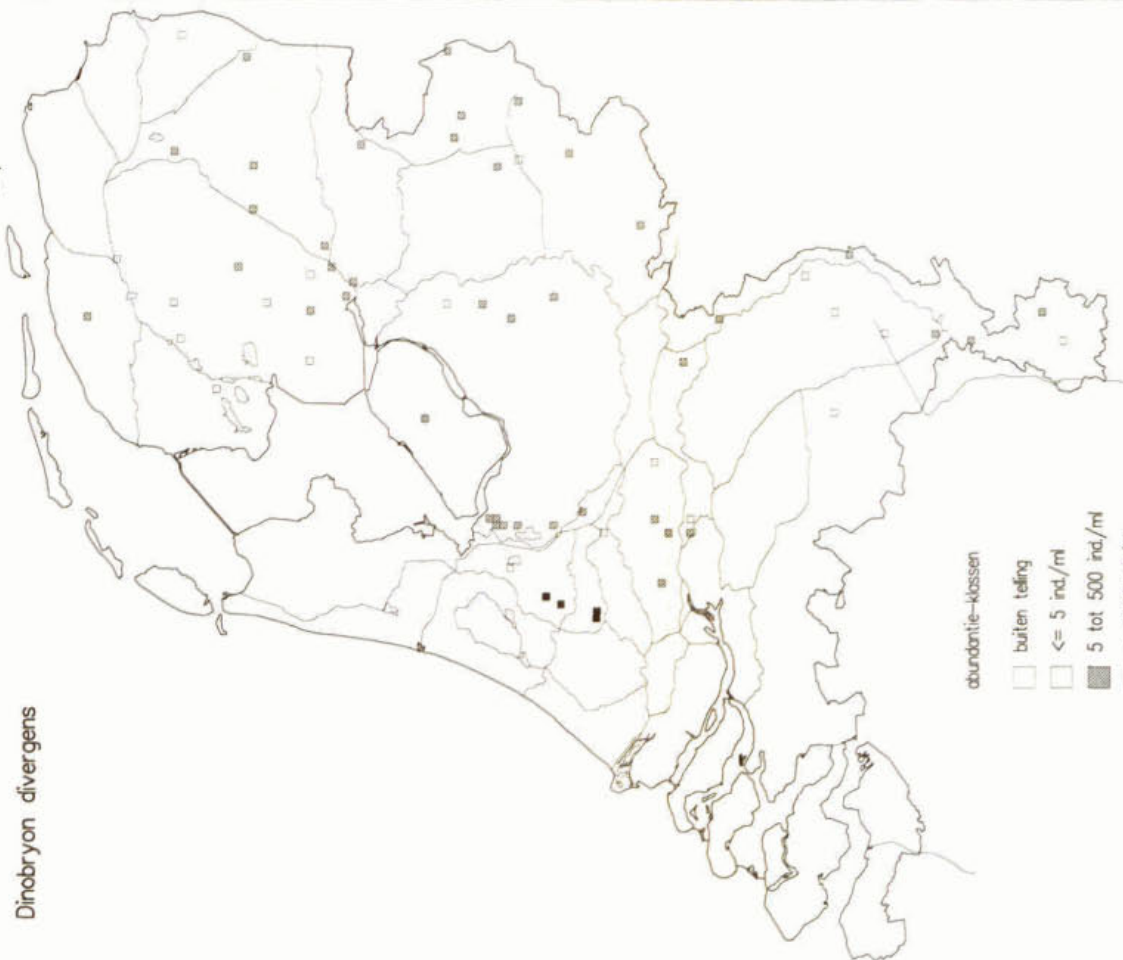 Dinobryon divergens
abundantie-klassen
buiten telling
<= 5 ind./ml
5 tot 500 ind./ml